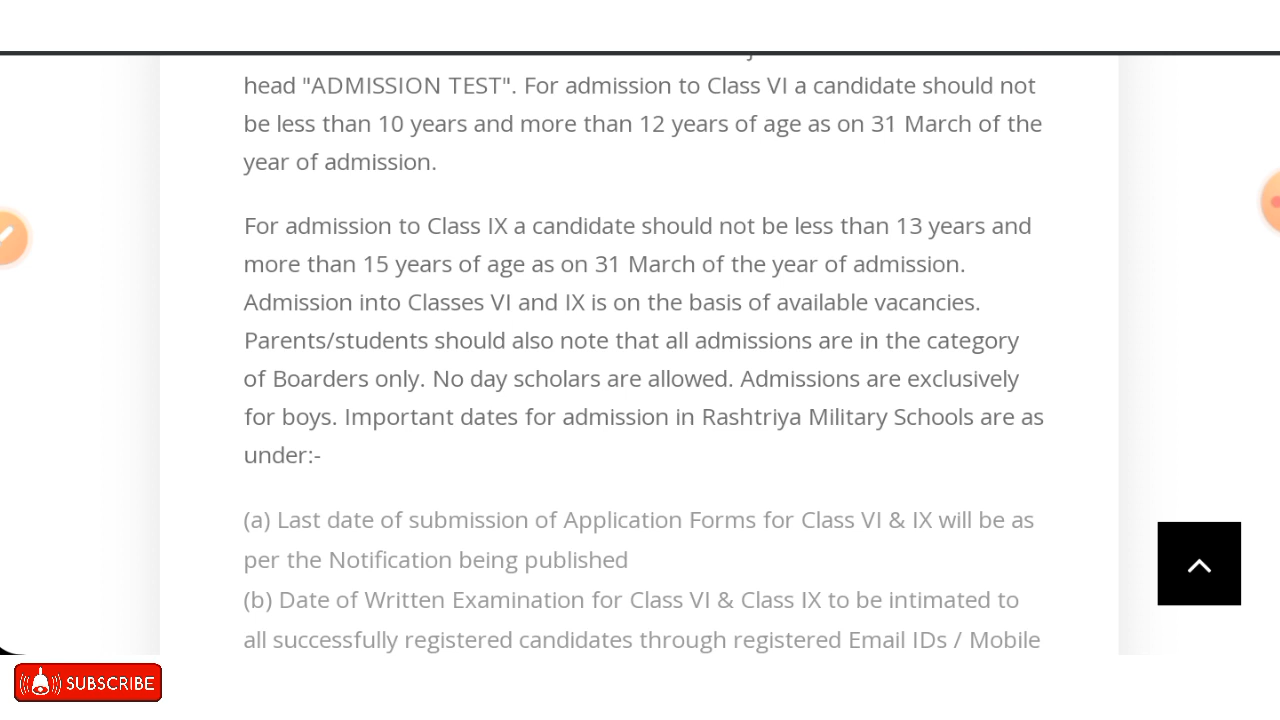 head "ADMISSION TEST". For admission to Class VI a candidate should not
be less than 10 years and more than 12 years of age as on 31 March of the
year of admission.
For admission to Class IX a candidate should not be less than 13 years and
more than 15 years of age as on 31 March of the year of admission.
Admission into Classes VI and IX is on the basis of available vacancies.
Parents/students should also note that all admissions are in the category
of Boarders only. No day scholars are allowed. Admissions are exclusively
for boys. Important dates for admission in Rashtriya Military Schools are as
under:-
(a) Last date of submission of Application Forms for Class VI & IX will be as
per the Notification being published
(b) Date of Written Examination for Class VI & Class IX to be intimated to
all successfully registered candidates through registered Email IDs / Mobile
SUBSCRIBE